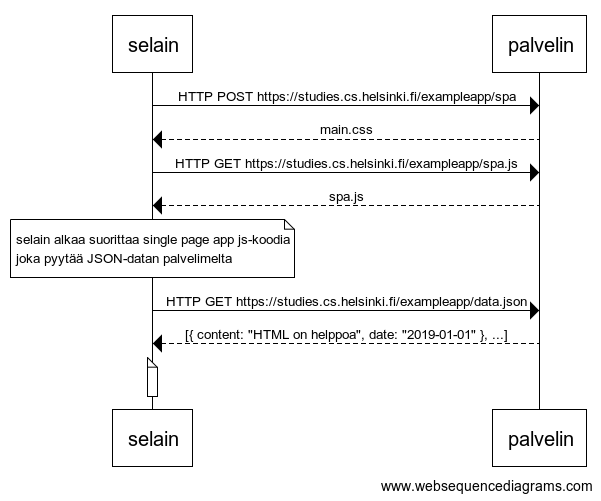 selain palvelin
HTTP POST https://studies.cs.helsinki.fi/exampleapp/spa
main.css
HTTP GET https://studies.cs.helsinki.fi/exampleapp/spa.js
spa.js
selain alkaa suorittaa single page app js-koodia
joka pyytää JSON-datan palvelimelta
HTTP GET https://studies.cs.helsinki.fi/exampleapp/data.json
[{ content: "HTML on helppoa", date: "2019-01-01" }, ...]
selain palvelin
www.websequencediagrams.com